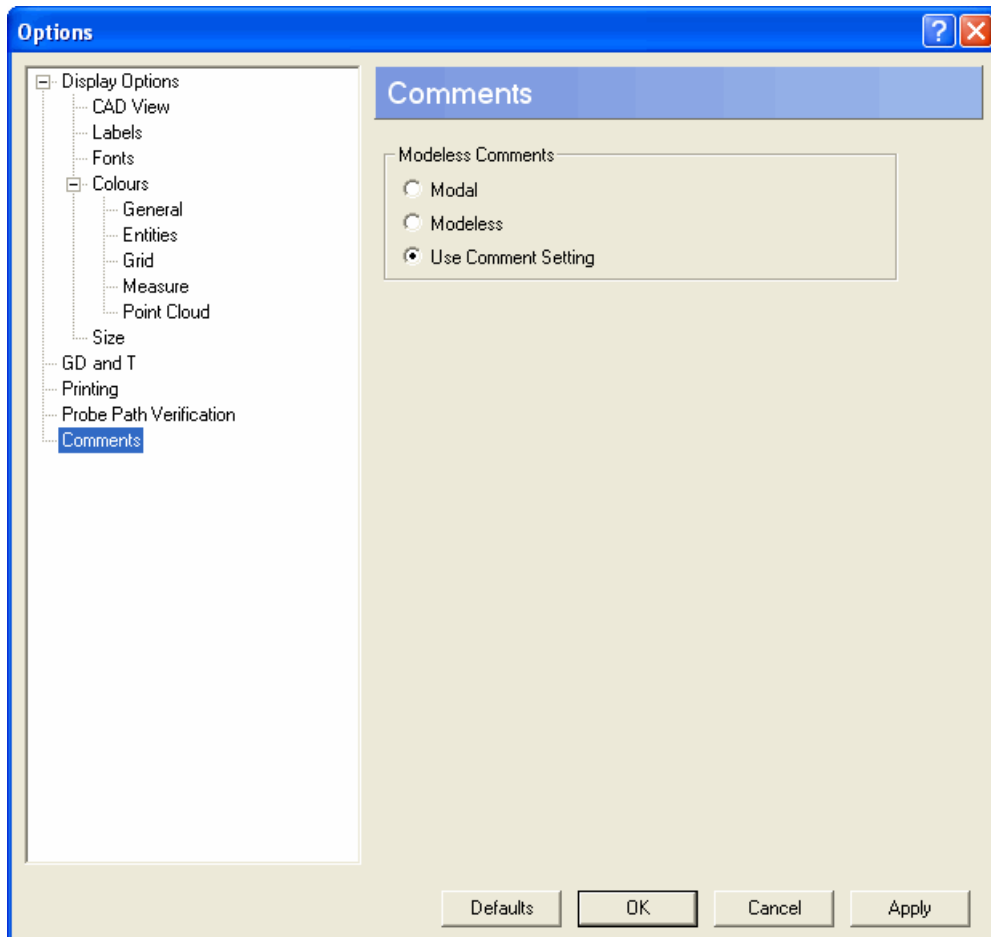 Options
Display Options
CAD View
Labels
Fonts
Colours
General
Entities
Grid
Measure
Point Cloud
Size
GD and T
Printing
Probe Path Verification
Comments
Comments
Modeless Comments
Modal
Modeless
Use Comment Setting
Defaults
OK
Cancel
Apply